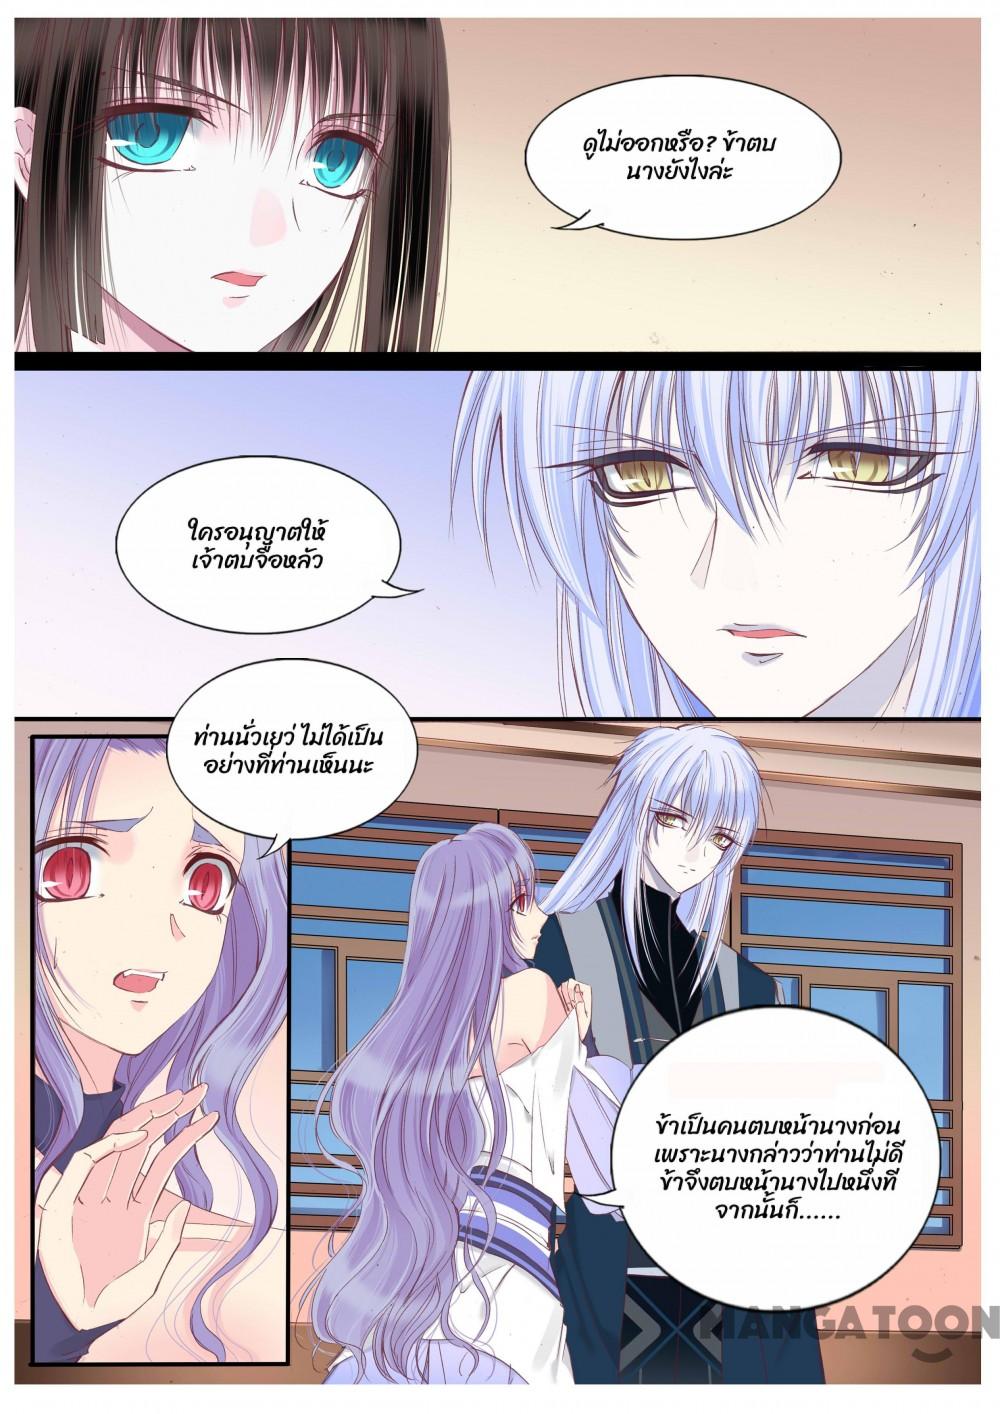 ดูไม่ออกหรือ? ข้าตบ
นางยังไงล่ะ
ใครอนุญาตให้
เจ้าตบจื่อหลัว
ท่านนั่วเยว่ ไม่ได้เป็น
อย่างที่ท่านเห็นนะ
ข้าเป็นคนตบหน้านางก่อน
เพราะนางกล่าวว่าท่านไม่ดี
ข้าจึงตบหน้านางไปหนึ่งที่
จากนั้นก็......
MANGATOON